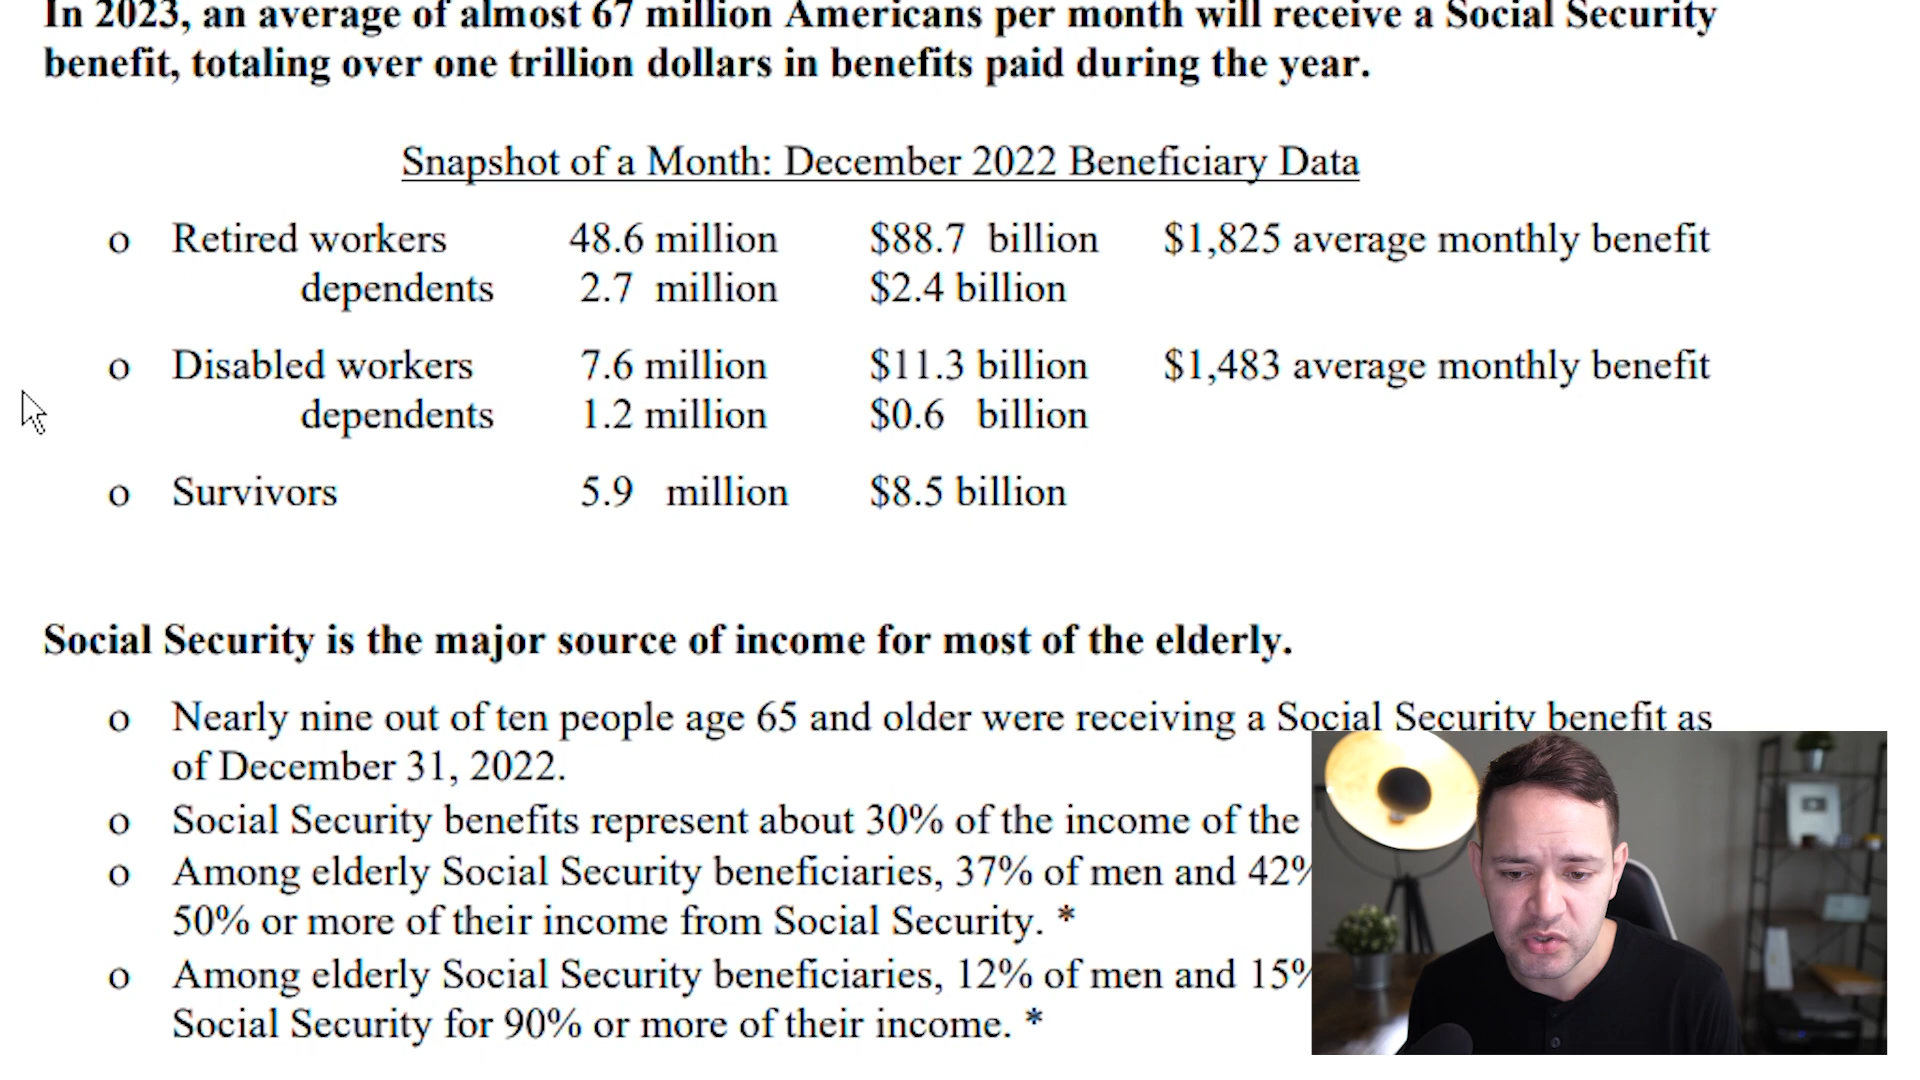 In 2023, an average of almost 67 million Americans per month will receive a Social Security
benefit, totaling over one trillion dollars in benefits paid during the year.
Snapshot of a Month: December 2022 Beneficiary Data
o Retired workers 48.6 million $88.7 billion $1,825 average monthly benefit
dependents 2.7 million $2.4 billion
o Disabled workers 7.6 million $11.3 billion $1,483 average monthly benefit
dependents 1.2 million $0.6 billion
o Survivors 5.9 million $8.5 billion
Social Security is the major source of income for most of the elderly.
o Nearly nine out of ten people age 65 and older were receiving a Social Security benefit as
of December 31, 2022.
o Social Security benefits represent about 30% of the income of the
o Among elderly Social Security beneficiaries, 37% of men and 42%
50% or more of their income from Social Security. *
o Among elderly Social Security beneficiaries, 12% of men and 15%
Social Security for 90% or more of their income. *